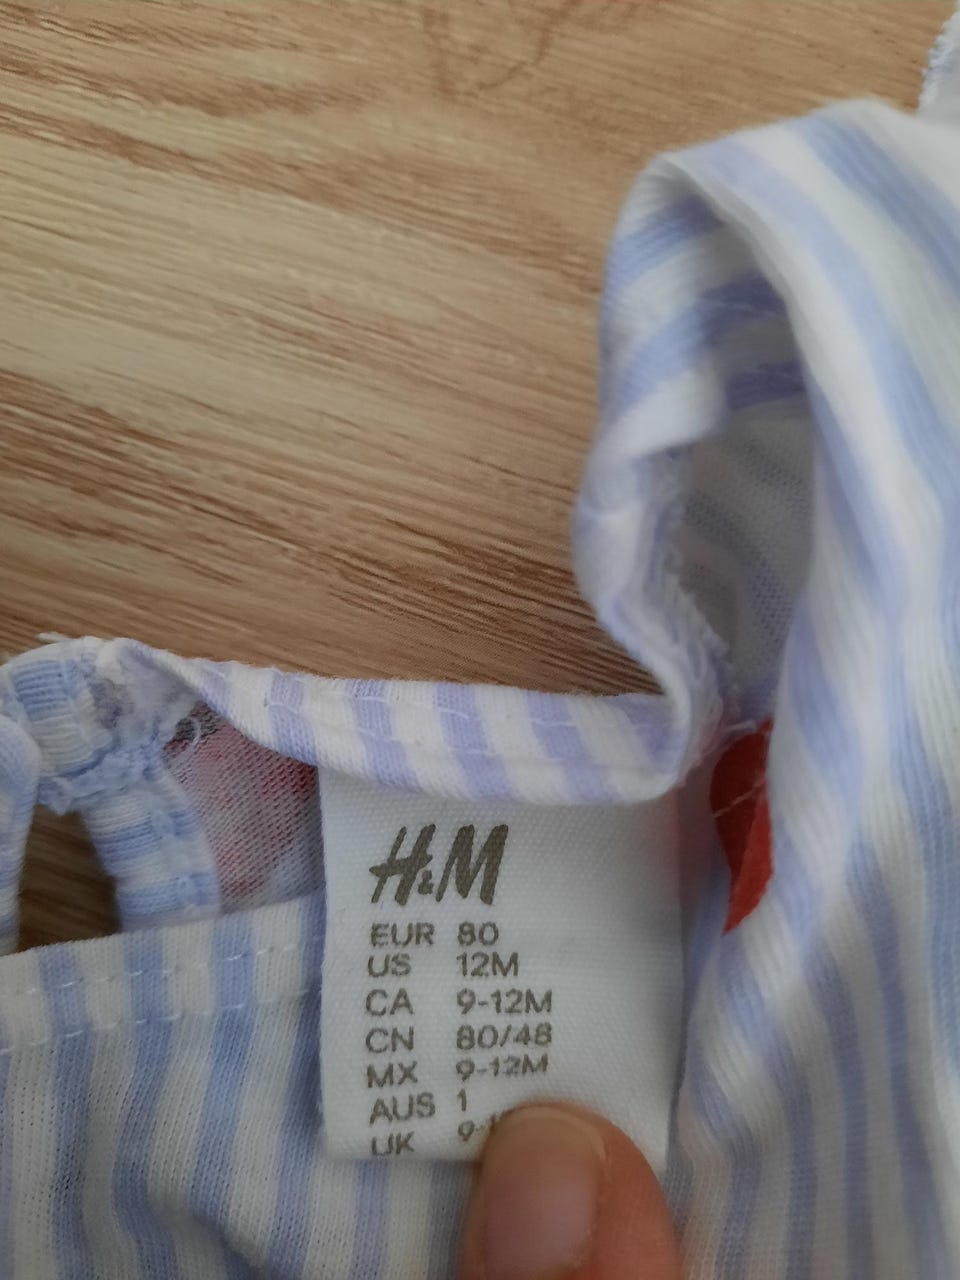 H&M
EUR 80
US 12M
CA 9-12M
CN 80/48
MX 9-12M
AUS 1
UK